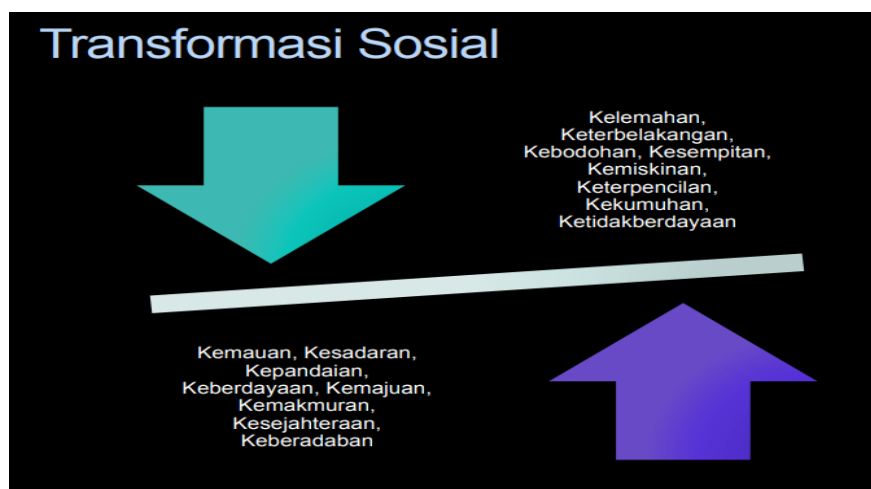 Transformasi Sosial
Kelemahan,
Keterbelakangan,
Kebodohan, Kesempitan,
Kemiskinan,
Keterpencilan,
Kekumuhan,
Ketidakberdayaan
Kemauan, Kesadaran,
Kepandaian,
Keberdayaan, Kemajuan,
Kemakmuran,
Kesejahteraan,
Keberadaban